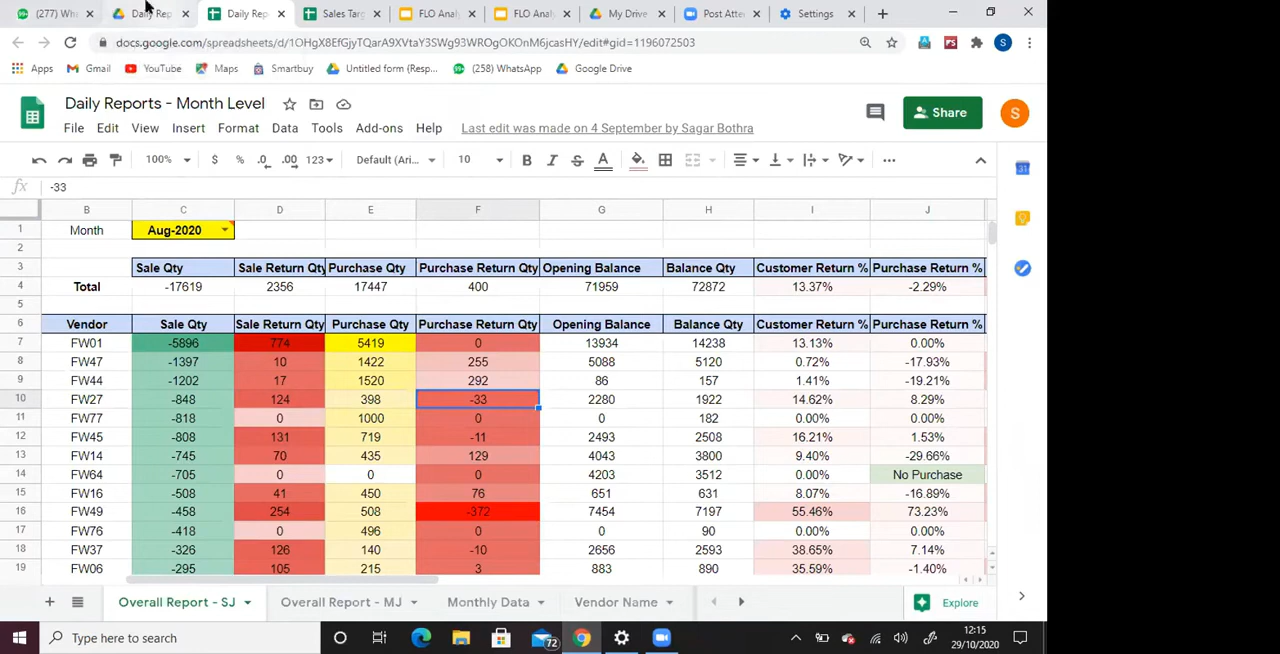 (277) Wha
Daily Rep
Daily Repo
Sales Targ
FLO Analy
FLO Analy
My Drive
Post Atte
Settings
docs.google.com/spreadsheets/d/1OHgX8EfGjyTQarA9XVtaY3SWg93WROgOKOnM6jcasHY/edit#gid=1196072503
Apps Gmail YouTube Maps Smartbuy Untitled form (Resp... (258) WhatsApp Google Drive
Daily Reports - Month Level
Share
S
File Edit View Insert Format Data Tools Add-ons Help Last edit was made on 4 September by Sagar Bothra
100% $ % .0 .00 123 Default (Ari... 10 B I S A
fx -33
B C D E F G H I J
1 Month Aug-2020
2
3 Sale Qty Sale Return Qty Purchase Qty Purchase Return Qty Opening Balance Balance Qty Customer Return % Purchase Return %
4 Total -17619 2356 17447 400 71959 72872 13.37% -2.29%
5
6 Vendor Sale Qty Sale Return Qty Purchase Qty Purchase Return Qty Opening Balance Balance Qty Customer Return % Purchase Return %
7 FW01 -5896 774 5419 0 13934 14238 13.13% 0.00%
8 FW47 -1397 10 1422 255 5088 5120 0.72% -17.93%
9 FW44 -1202 17 1520 292 86 157 1.41% -19.21%
10 FW27 -848 124 398 -33 2280 1922 14.62% 8.29%
11 FW77 -818 0 1000 0 0 182 0.00% 0.00%
12 FW45 -808 131 719 -11 2493 2508 16.21% 1.53%
13 FW14 -745 70 435 129 4043 3800 9.40% -29.66%
14 FW64 -705 0 0 0 4203 3512 0.00% No Purchase
15 FW16 -508 41 450 76 651 631 8.07% -16.89%
16 FW49 -458 254 508 -372 7454 7197 55.46% 73.23%
17 FW76 -418 0 496 0 0 90 0.00% 0.00%
18 FW37 -326 126 140 -10 2656 2593 38.65% 7.14%
19 FW06 -295 105 215 3 883 890 35.59% -1.40%
Overall Report - SJ Overall Report - MJ Monthly Data Vendor Name Explore
Type here to search
72
12:15
29/10/2020